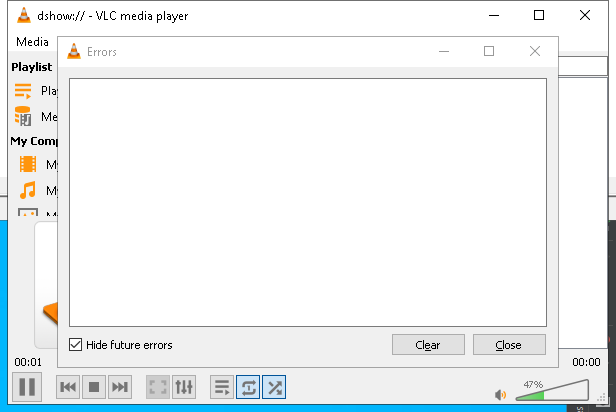 dshow:// - VLC media player
Media
Errors
Playlist
Pla
Me
My Comp
My
My
Hide future errors
Clear
Close
00:01
00:00
47%